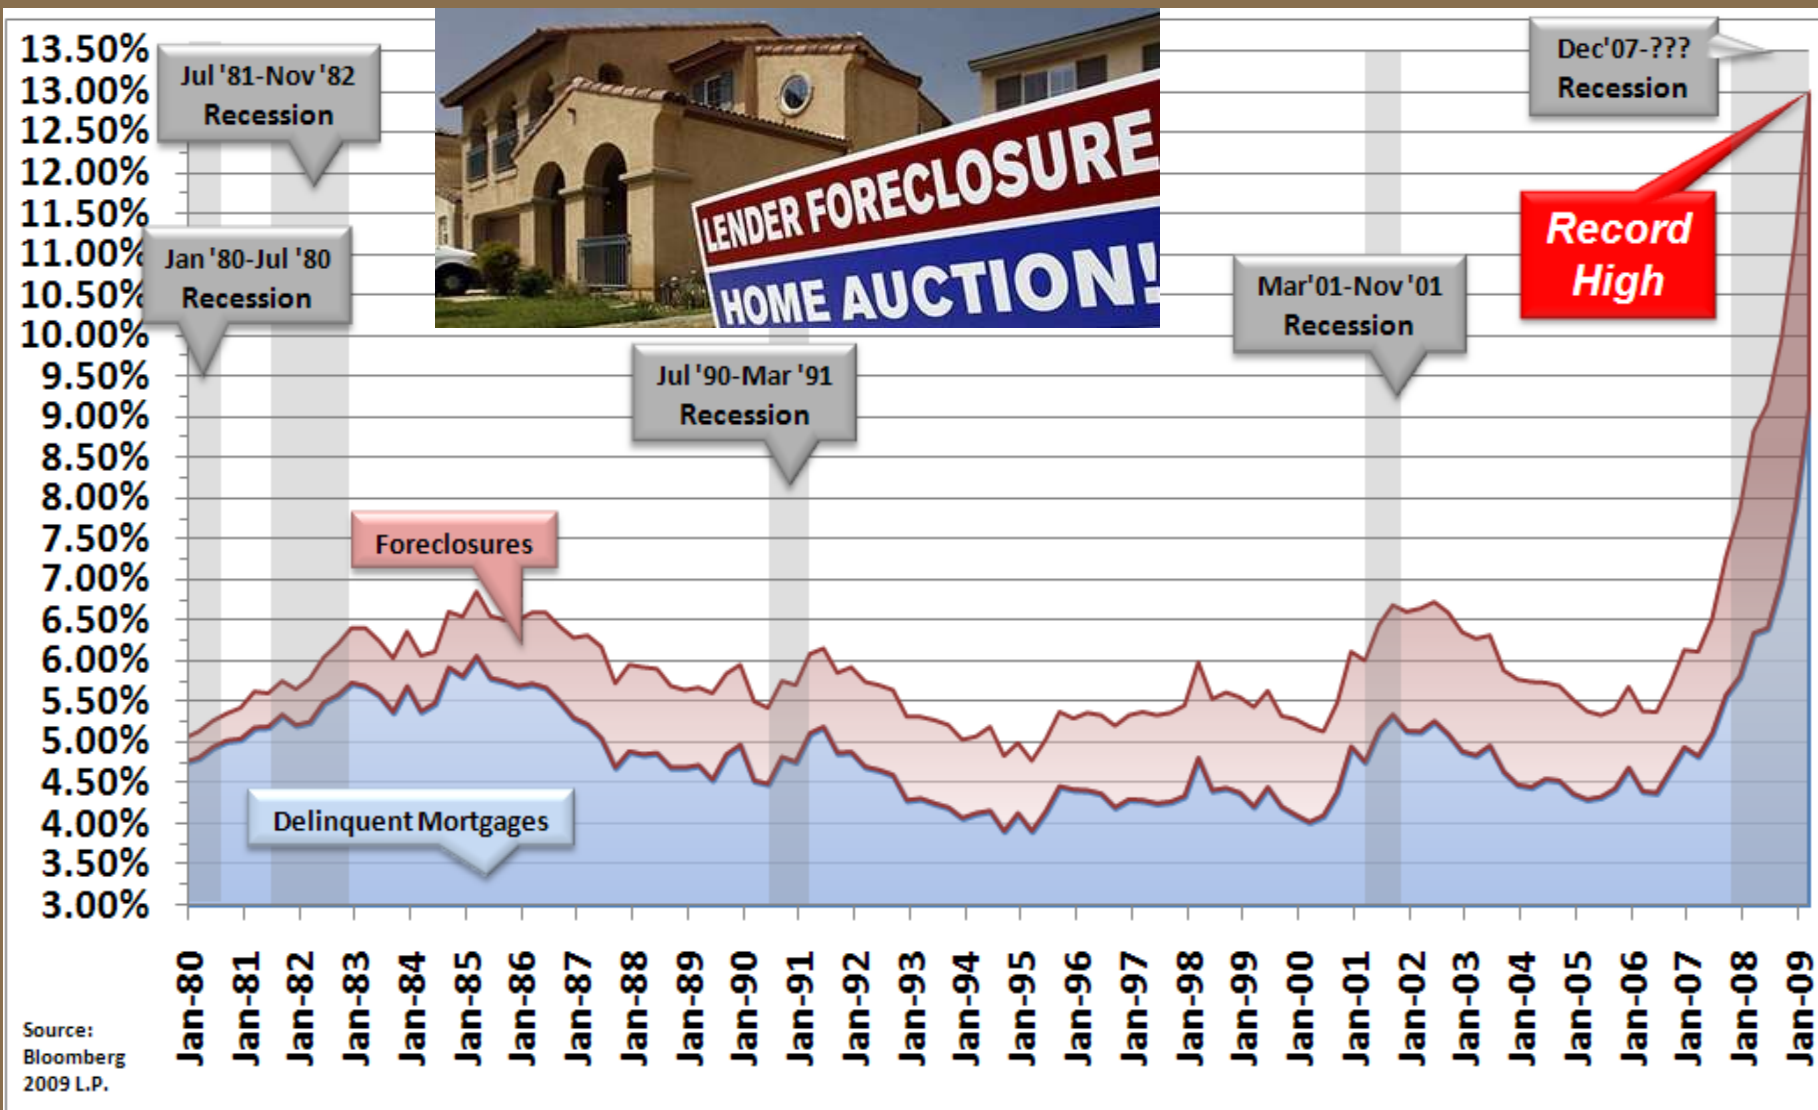 13.50%
13.00%
12.50%
12.00%
11.50%
11.00%
10.50%
10.00%
9.50%
9.00%
8.50%
8.00%
7.50%
7.00%
6.50%
6.00%
5.50%
5.00%
4.50%
4.00%
3.50%
3.00%
Jul '81-Nov '82
Recession
Jan '80-Jul '80
Recession
LENDER FORECLOSURE
HOME AUCTION!
Jul '90-Mar '91
Recession
Mar'01-Nov '01
Recession
Dec'07-???
Recession
Record
High
Foreclosures
Delinquent Mortgages
Jan-80
Jan-81
Jan-82
Jan-83
Jan-84
Jan-85
Jan-86
Jan-87
Jan-88
Jan-89
Jan-90
Jan-91
Jan-92
Jan-93
Jan-94
Jan-95
Jan-96
Jan-97
Jan-98
Jan-99
Jan-00
Jan-01
Jan-02
Jan-03
Jan-04
Jan-05
Jan-06
Jan-07
Jan-08
Jan-09
Source:
Bloomberg
2009 L.P.